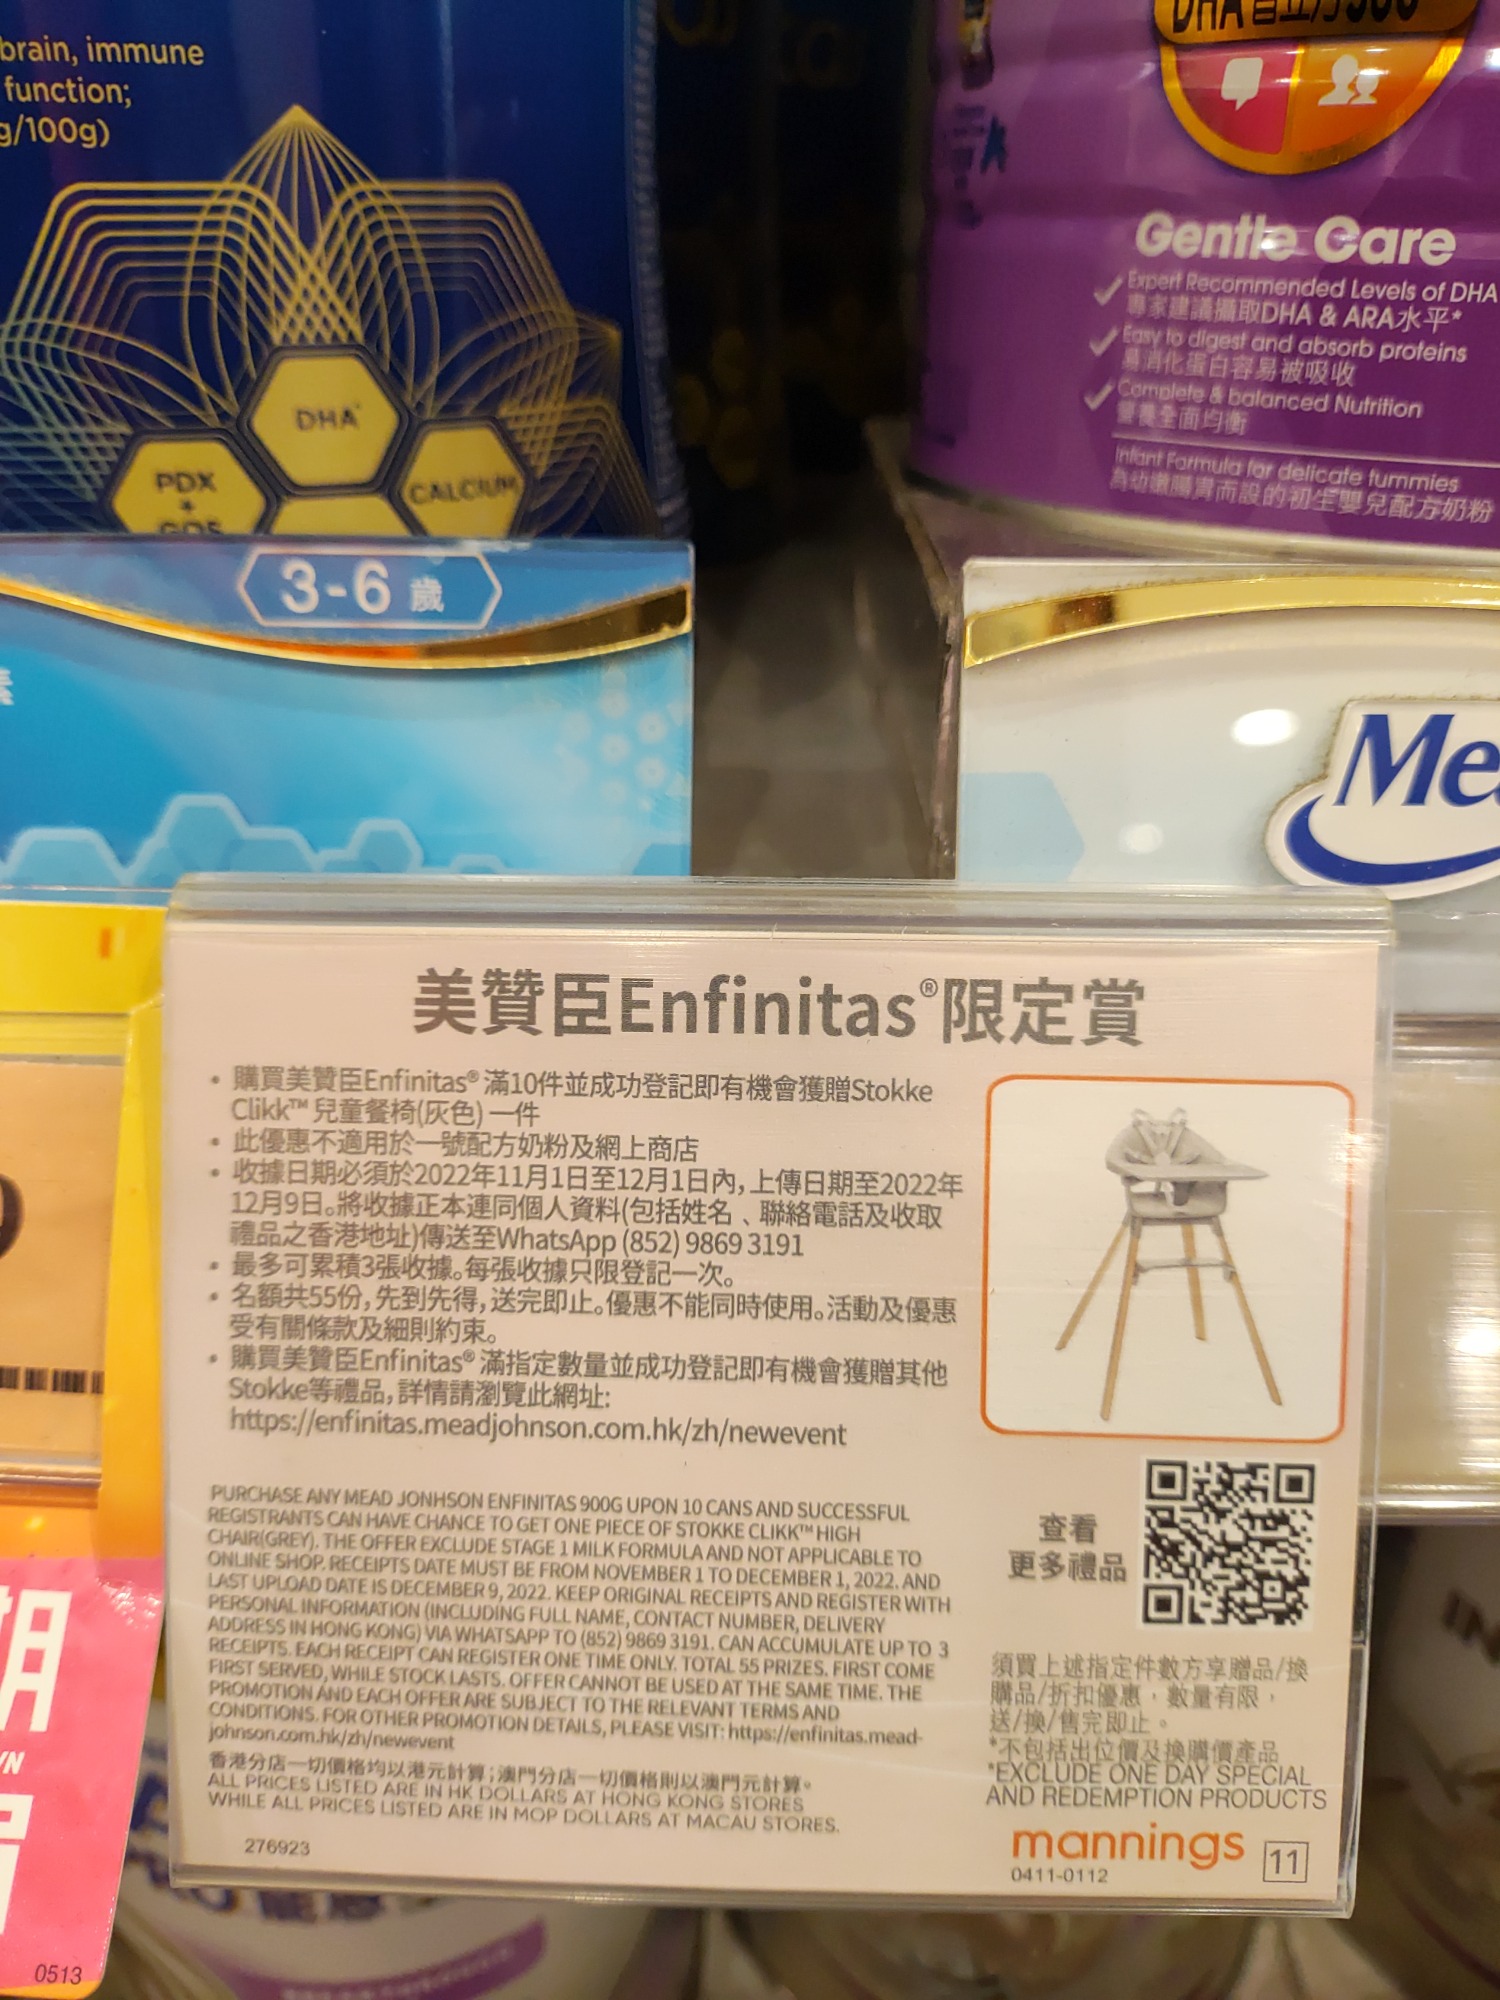 brain, immune
function;
g/100g)
DHA
PDX
+
GOS
CALCIUM
3-6 歲
Gentle Care
Expert Recommended Levels of DHA
專家建議攝取DHA & ARA水平*
Easy to digest and absorb proteins
易消化蛋白容易被吸收
Complete & balanced Nutrition
營養全面均衡
Infant Formula for delicate tummies
為幼嫩腸胃而設的初生嬰兒配方奶粉
Me
美贊臣Enfinitas®限定賞
• 購買美贊臣Enfinitas® 滿10件並成功登記即有機會獲贈Stokke
Clikk™ 兒童餐椅(灰色) 一件
• 此優惠不適用於一號配方奶粉及網上商店
• 收據日期必須於2022年11月1日至12月1日內, 上傳日期至2022年
12月9日。將收據正本連同個人資料(包括姓名、聯絡電話及收取
禮品之香港地址)傳送至WhatsApp (852) 9869 3191
• 最多可累積3張收據。每張收據只限登記一次。
• 名額共55份, 先到先得, 送完即止。優惠不能同時使用。活動及優惠
受有關條款及細則約束。
• 購買美贊臣Enfinitas® 滿指定數量並成功登記即有機會獲贈其他
Stokke等禮品, 詳情請瀏覽此網址:
https://enfinitas.meadjohnson.com.hk/zh/newevent
PURCHASE ANY MEAD JONHSON ENFINITAS 900G UPON 10 CANS AND SUCCESSFUL
REGISTRANTS CAN HAVE CHANCE TO GET ONE PIECE OF STOKKE CLIKK™ HIGH
CHAIR(GREY). THE OFFER EXCLUDE STAGE 1 MILK FORMULA AND NOT APPLICABLE TO
ONLINE SHOP. RECEIPTS DATE MUST BE FROM NOVEMBER 1 TO DECEMBER 1, 2022. AND
LAST UPLOAD DATE IS DECEMBER 9, 2022. KEEP ORIGINAL RECEIPTS AND REGISTER WITH
PERSONAL INFORMATION (INCLUDING FULL NAME, CONTACT NUMBER, DELIVERY
ADDRESS IN HONG KONG) VIA WHATSAPP TO (852) 9869 3191. CAN ACCUMULATE UP TO 3
RECEIPTS. EACH RECEIPT CAN REGISTER ONE TIME ONLY. TOTAL 55 PRIZES. FIRST COME
FIRST SERVED, WHILE STOCK LASTS. OFFER CANNOT BE USED AT THE SAME TIME. THE
PROMOTION AND EACH OFFER ARE SUBJECT TO THE RELEVANT TERMS AND
CONDITIONS. FOR OTHER PROMOTION DETAILS, PLEASE VISIT: https://enfinitas.mead-
johnson.com.hk/zh/newevent
香港分店一切價格均以港元計算；澳門分店一切價格則以澳門元計算。
ALL PRICES LISTED ARE IN HK DOLLARS AT HONG KONG STORES
WHILE ALL PRICES LISTED ARE IN MOP DOLLARS AT MACAU STORES.
276923
查看
更多禮品
須買上述指定件數方享贈品/換
購品/折扣優惠，數量有限，
送/換/售完即止。
*不包括出位價及換購價產品
*EXCLUDE ONE DAY SPECIAL
AND REDEMPTION PRODUCTS
mannings
0411-0112
11
0513